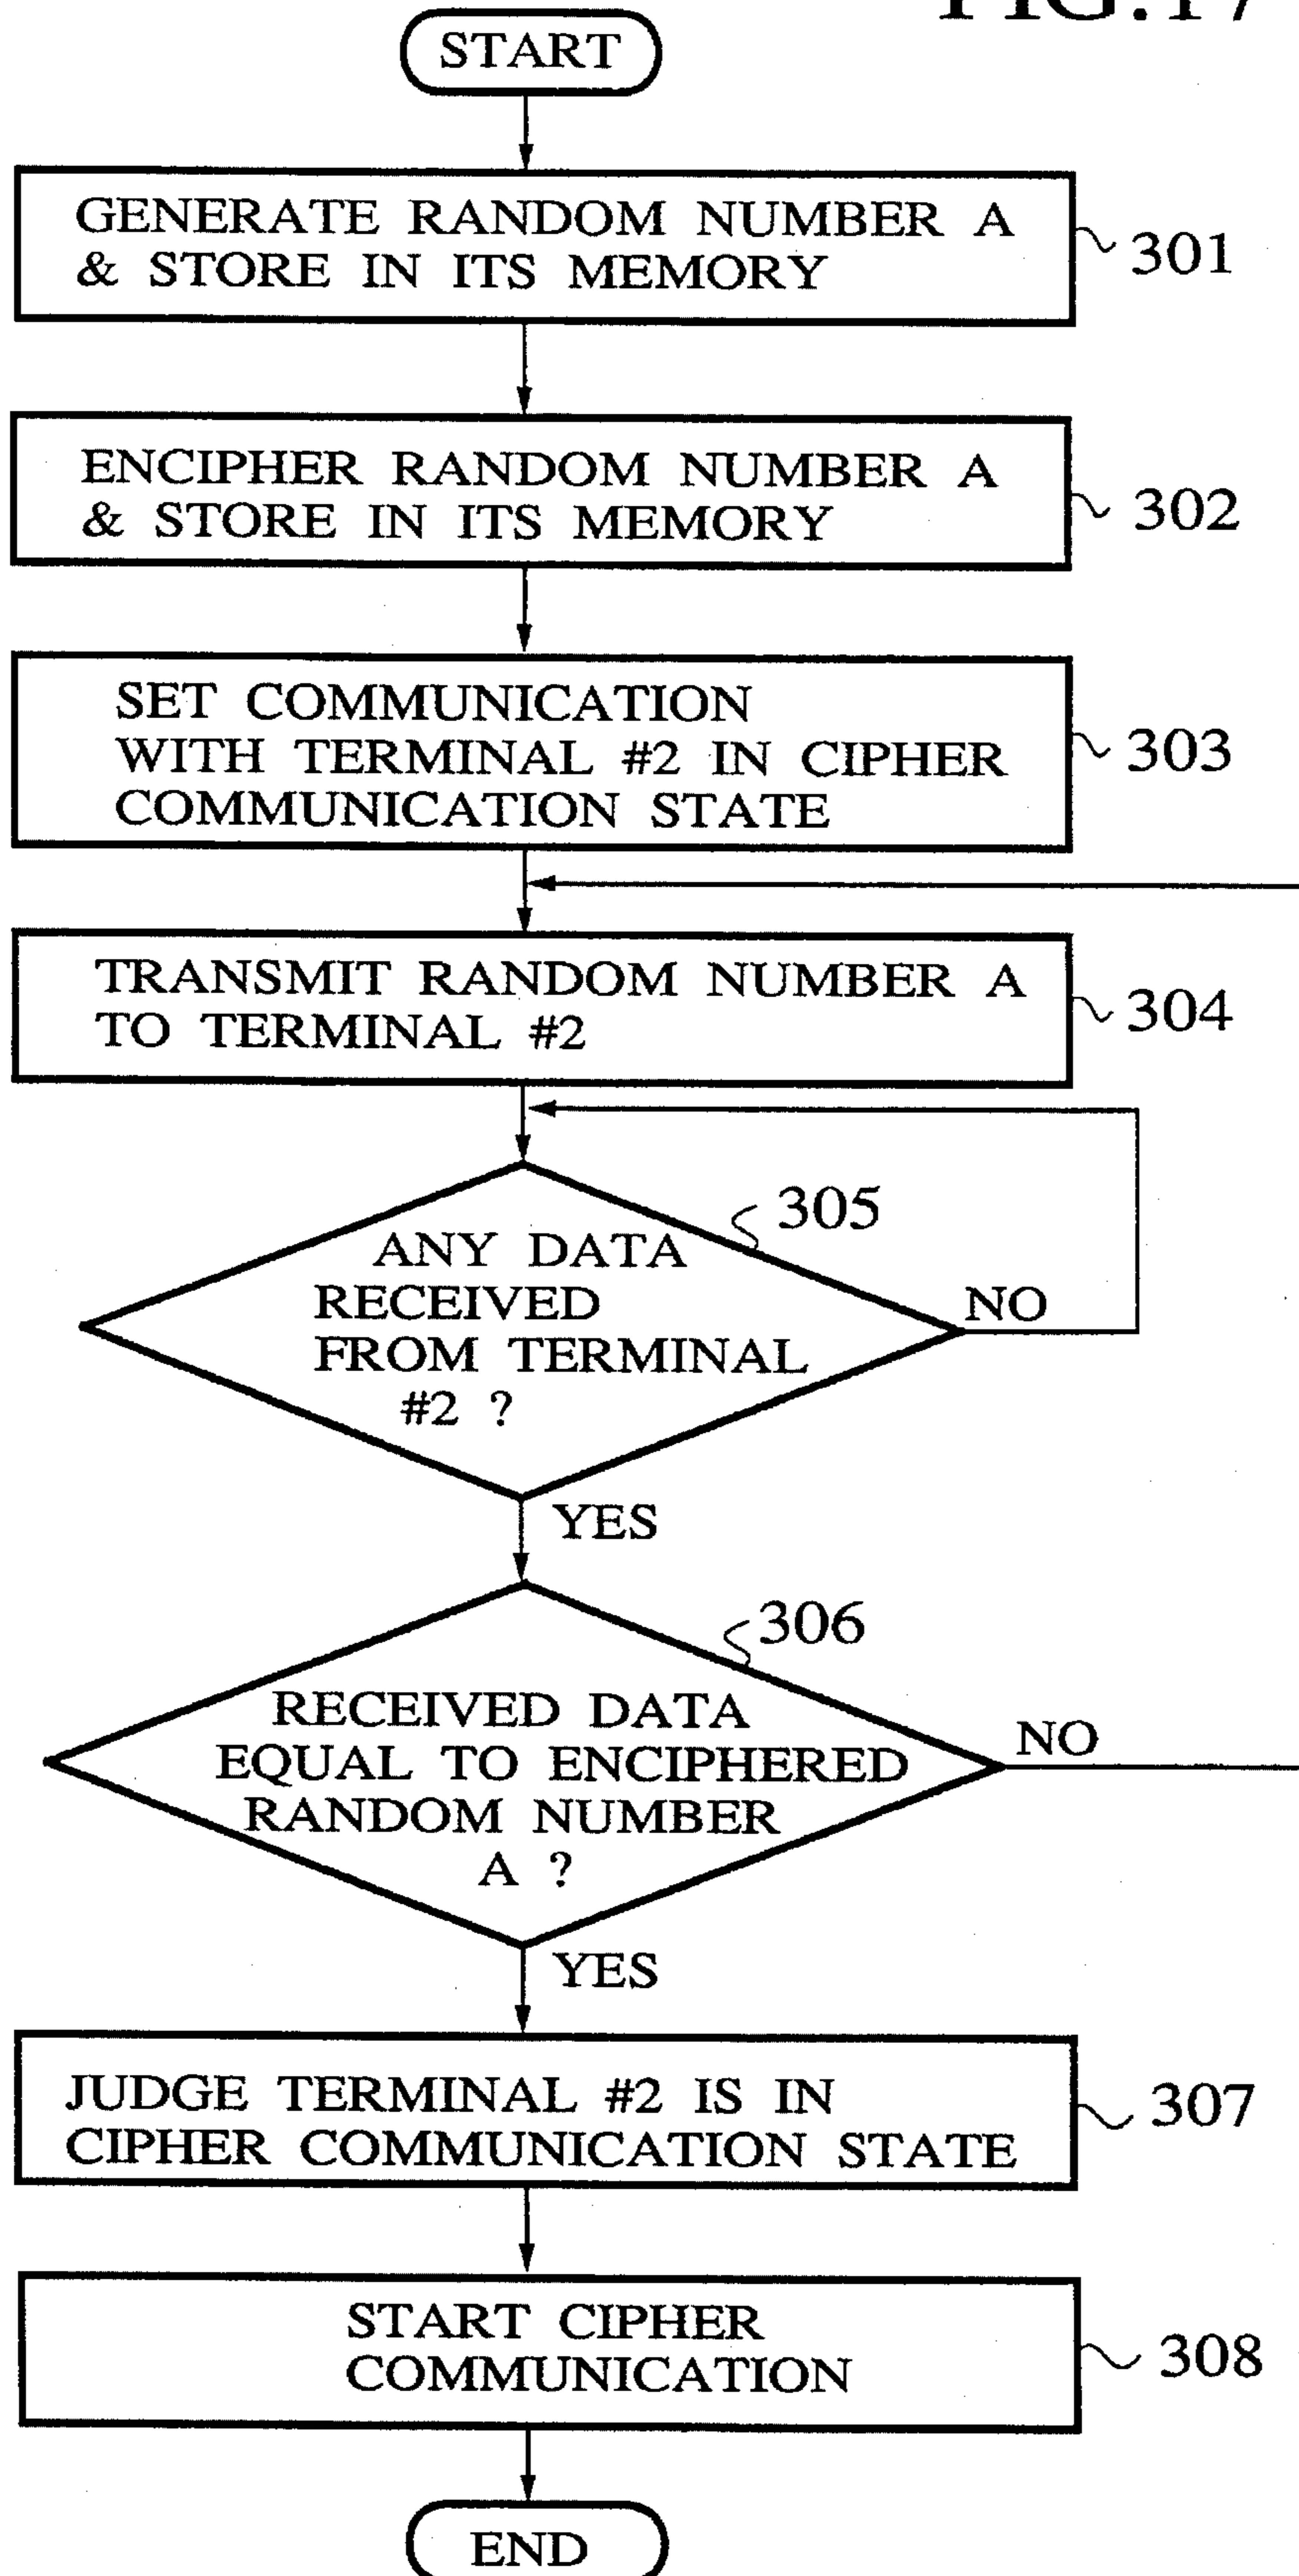 FIG.17
START
GENERATE RANDOM NUMBER A
& STORE IN ITS MEMORY
301
ENCIPHER RANDOM NUMBER A
& STORE IN ITS MEMORY
302
SET COMMUNICATION
WITH TERMINAL #2 IN CIPHER
COMMUNICATION STATE
303
TRANSMIT RANDOM NUMBER A
TO TERMINAL #2
304
305
ANY DATA
RECEIVED
FROM TERMINAL
#2 ?
NO
YES
306
RECEIVED DATA
EQUAL TO ENCIPHERED
RANDOM NUMBER
A ?
NO
YES
JUDGE TERMINAL #2 IS IN
CIPHER COMMUNICATION STATE
307
START CIPHER
COMMUNICATION
308
END